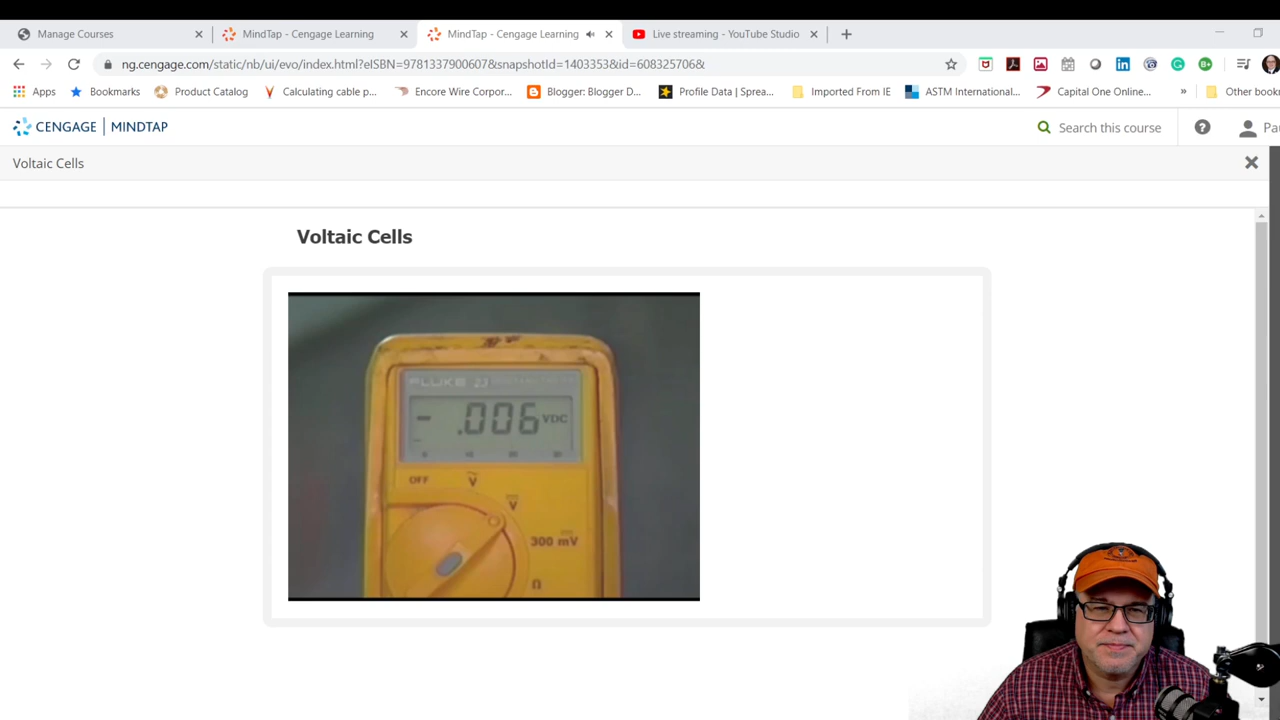 Manage Courses
MindTap - Cengage Learning
MindTap - Cengage Learning
Live streaming - YouTube Studio
ng.cengage.com/static/nb/ui/evo/index.html?eISBN=9781337900607&snapshotId=1403353&id=608325706&
Apps
Bookmarks
Product Catalog
Calculating cable p...
Encore Wire Corpor...
Blogger: Blogger D...
Profile Data | Sprea...
Imported From IE
ASTM International...
Capital One Online...
»
Other book
CENGAGE | MINDTAP
Search this course
Pa
Voltaic Cells
Voltaic Cells
FLUKE 23
- .006 VDC
OFF
V
V
300 mV
Ω